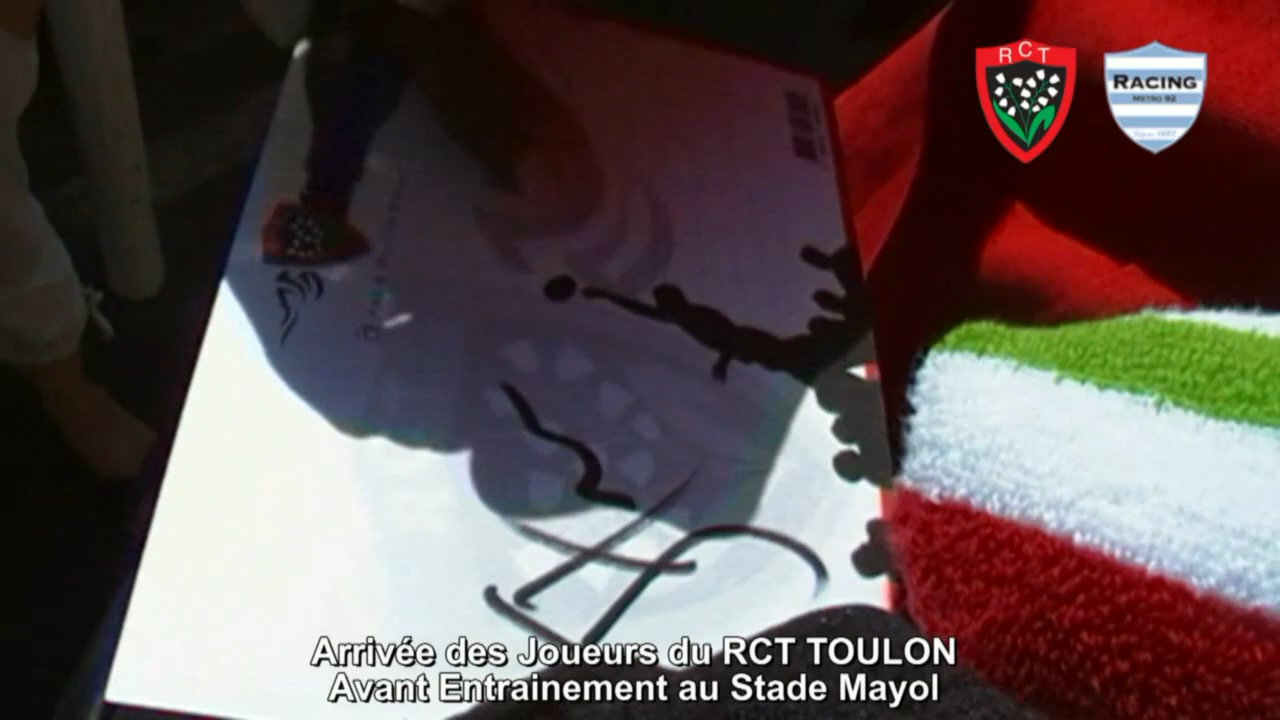 RCT
RACING
METRO 92
Arrivée des Joueurs du RCT TOULON
Avant Entrainement au Stade Mayol